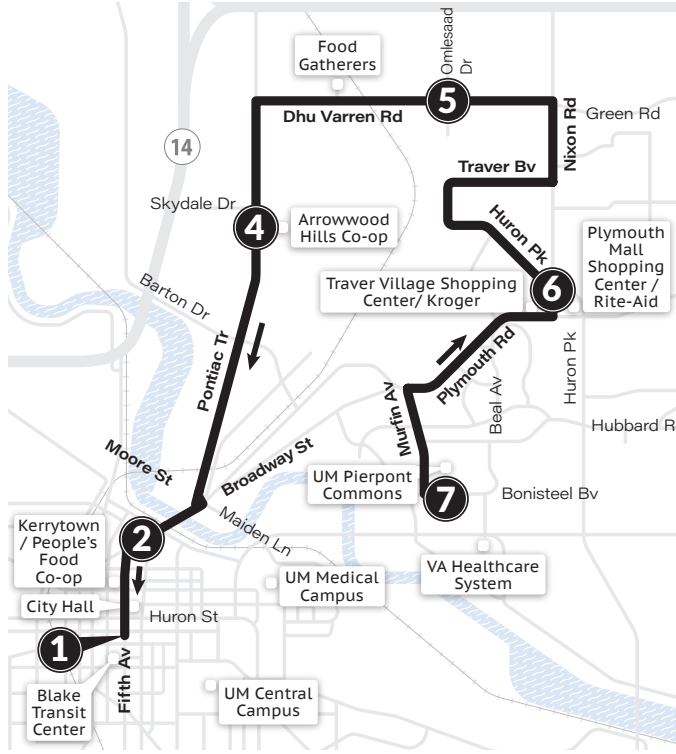 Food
Gatherers
Omlesaad
Dr
5
Dhu Varren Rd
Nixon Rd
Green Rd
14
Traver Bv
Skydale Dr
4
Arrowwood
Hills Co-op
Huron Pk
Plymouth
Mall
Shopping
Center /
Rite-Aid
Traver Village Shopping
Center/ Kroger
6
Barton Dr
Pontiac Tr
Plymouth Rd
Huron Pk
Beal Av
Murfin Av
Hubbard R
Moore St
Broadway St
UM Pierpont
Commons
7
Bonisteel Bv
Maiden Ln
Kerrytown
/ People's
Food
Co-op
2
VA Healthcare
System
UM Medical
Campus
City Hall
Huron St
1
Fifth Av
Blake
Transit
Center
UM Central
Campus